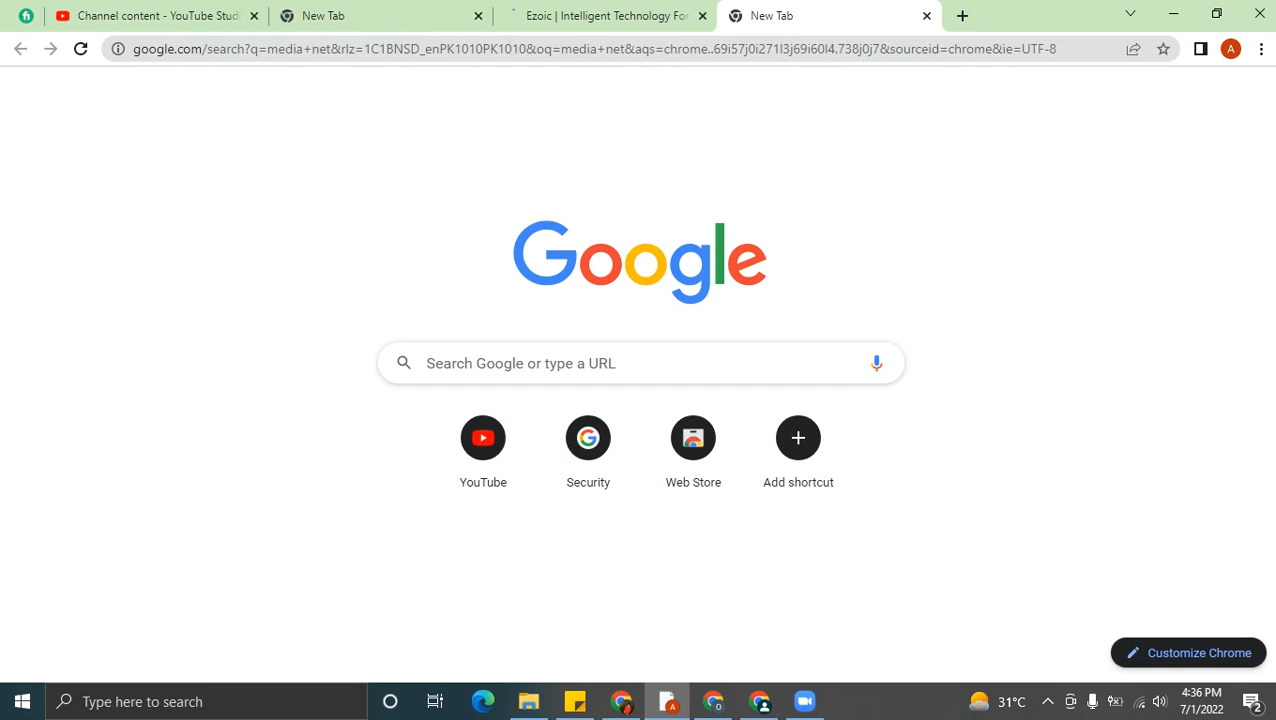 Channel content - YouTube Stud
New Tab
Ezoic | Intelligent Technology For
New Tab
google.com/search?q=media+net&rlz=1C1BNSD_enPK1010PK1010&oq=media+net&aqs=chrome..69i57j0i271l3j69i60l4.738j0j7&sourceid=chrome&ie=UTF-8
A
Google
Search Google or type a URL
YouTube
Security
Web Store
Add shortcut
Customize Chrome
Type here to search
31°C
4:36 PM
7/1/2022
2